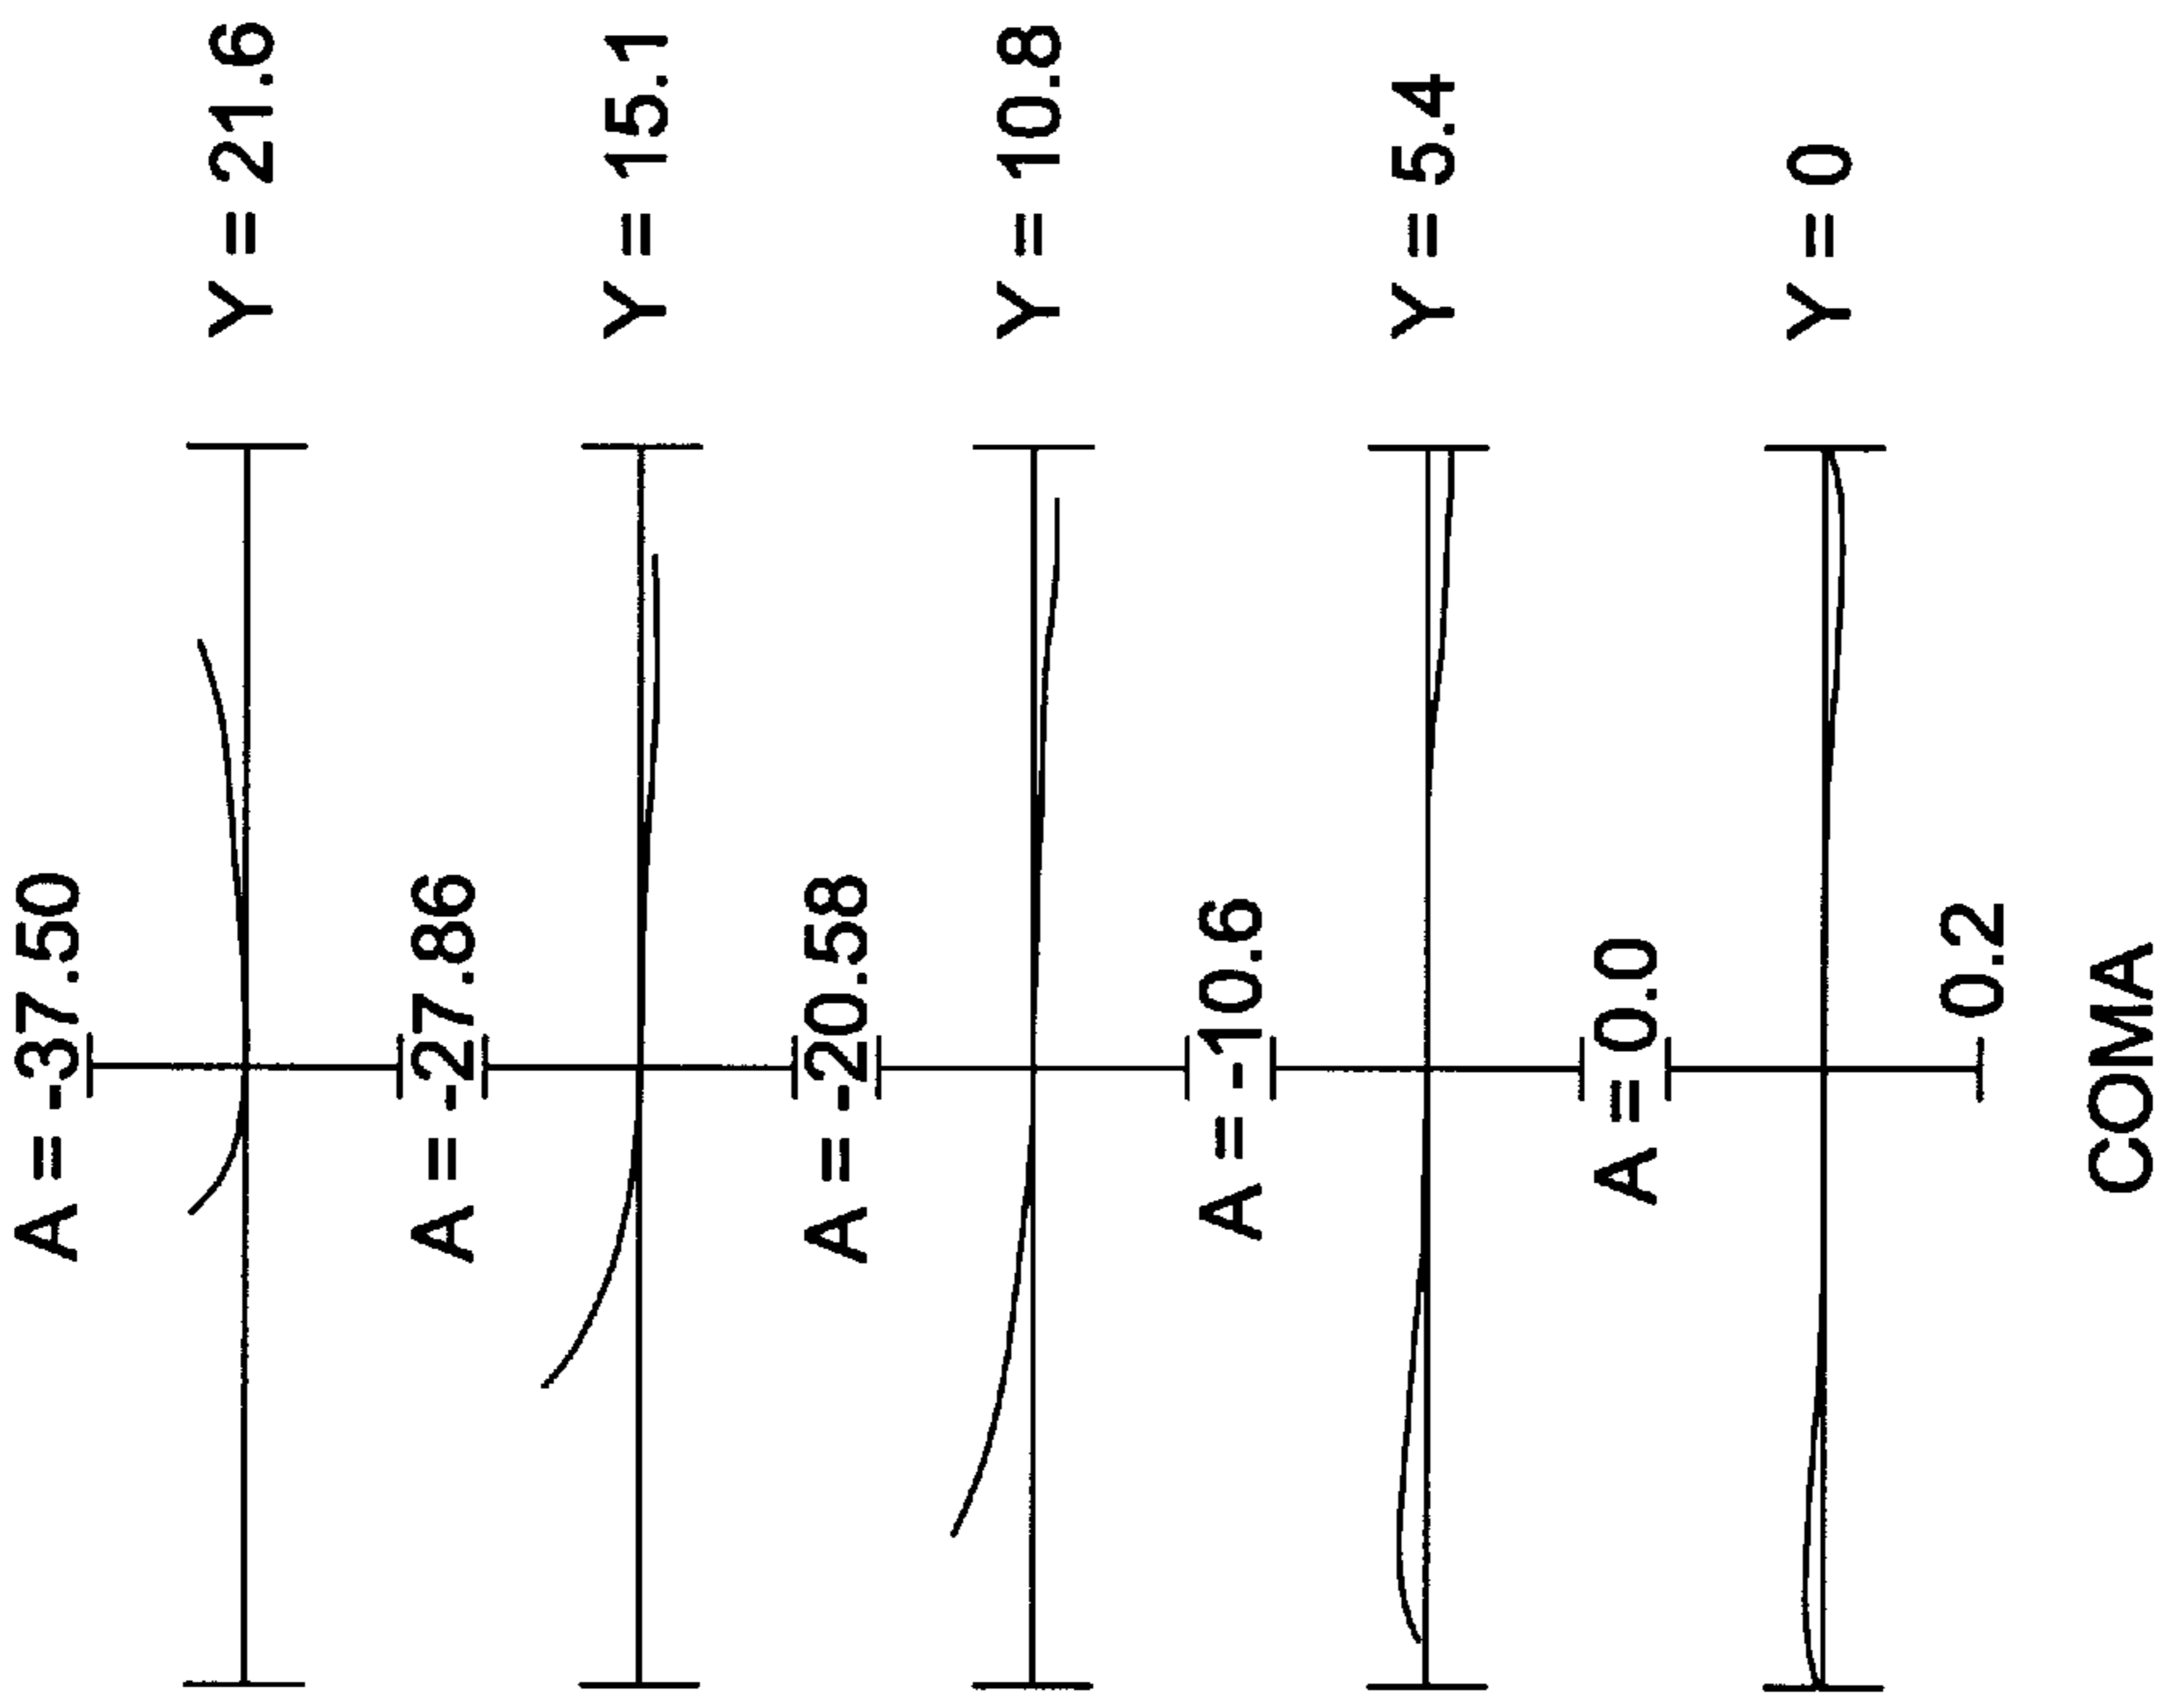 A = -37.50
Y = 21.6
A = -27.86
Y = 15.1
A = -20.58
Y = 10.8
A = -10.6
Y = 5.4
A = 0.0
Y = 0
0.2
COMA